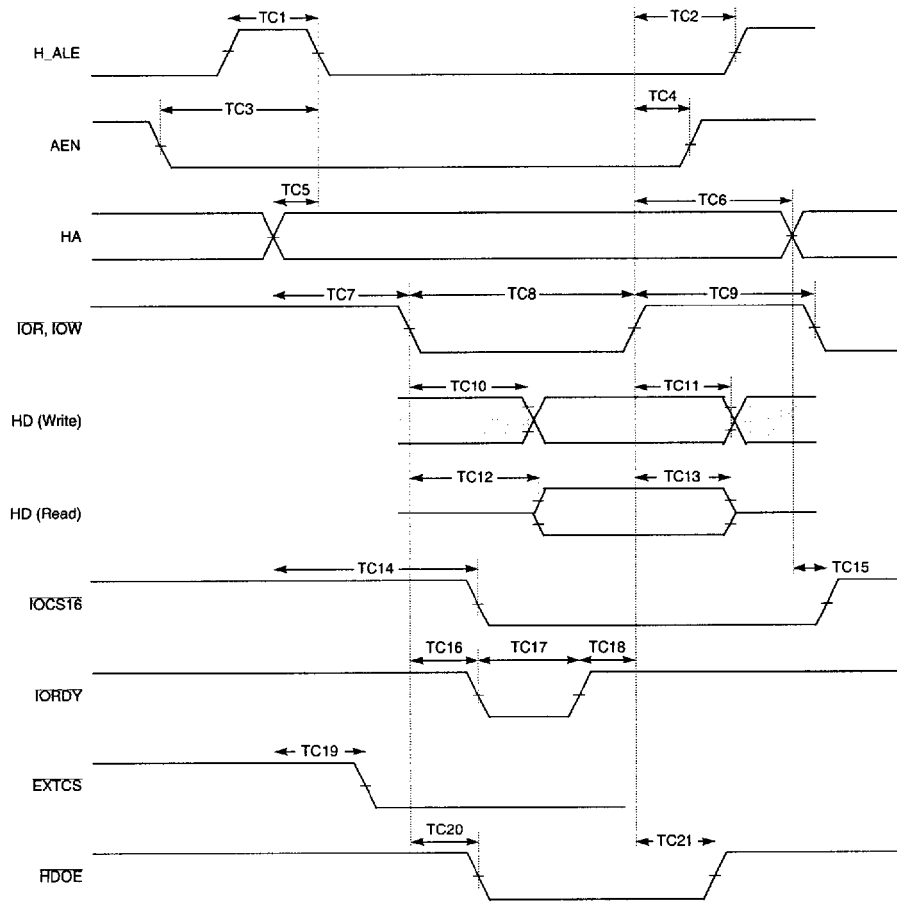 TC1
TC2
H_ALE
TC3
TC4
AEN
TC5
TC6
HA
TC7
TC8
TC9
IOR, IOW
TC10
TC11
HD (Write)
TC12
TC13
HD (Read)
TC14
TC15
IOCS16
TC16
TC17
TC18
IORDY
TC19
EXTCS
TC20
TC21
HDOE